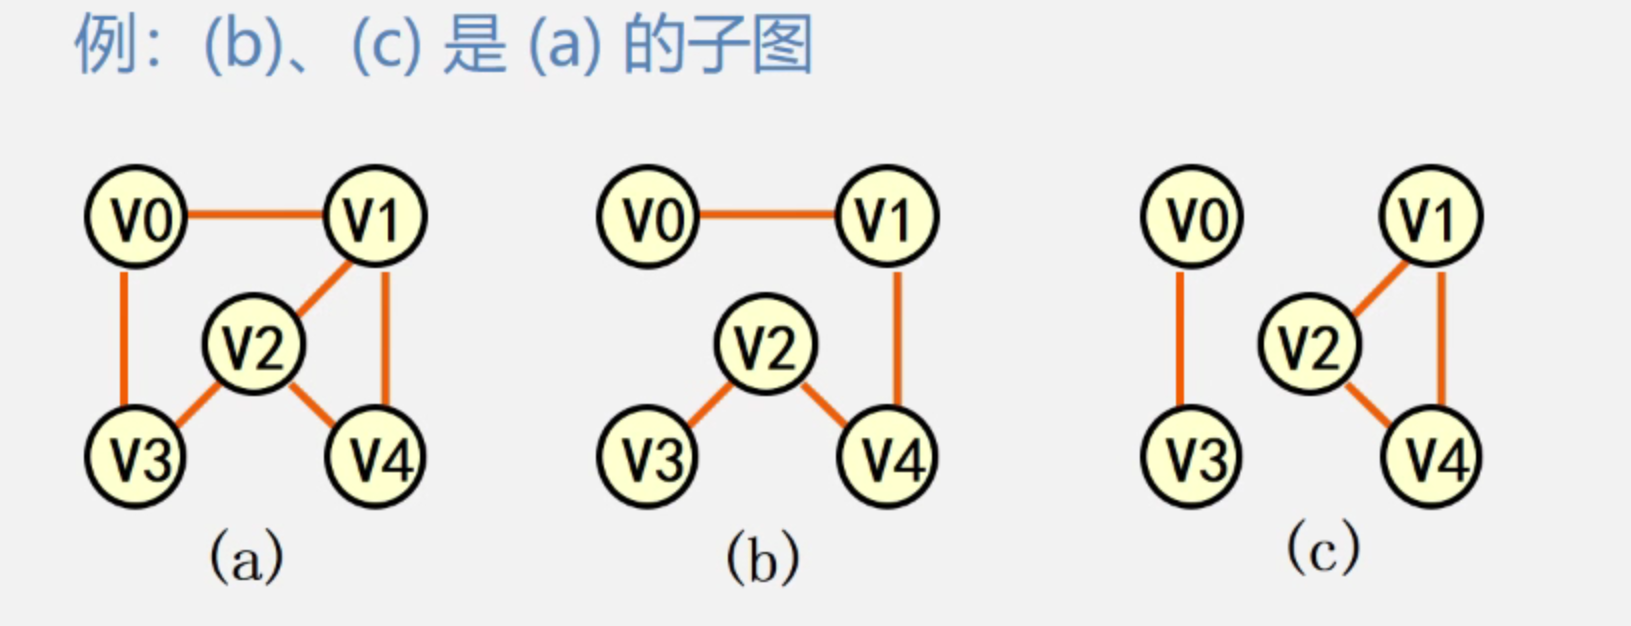 例：(b)、(c) 是 (a) 的子图
V0 V1 V0 V1 V0 V1
V2 V2 V2
V3 V4 V3 V4 V3 V4
(a) (b) (c)